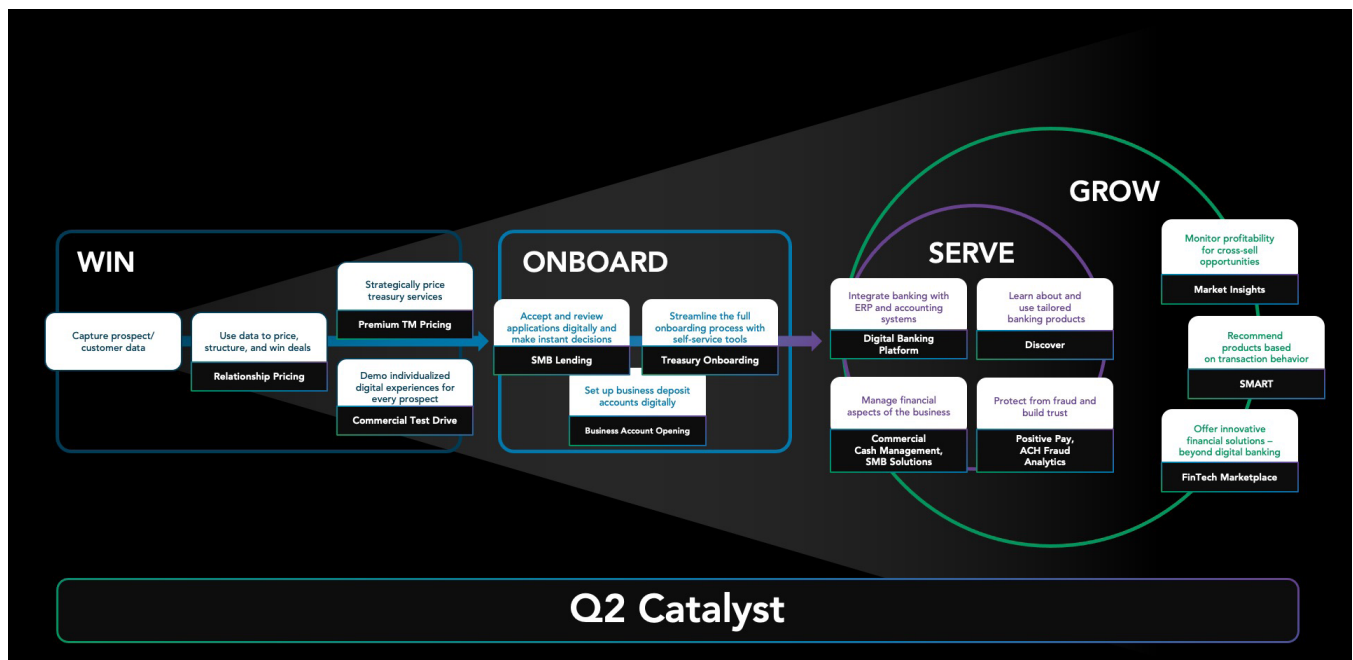 WIN
Capture prospect/
customer data
Use data to price,
structure, and win deals
Relationship Pricing
Strategically price
treasury services
Premium TM Pricing
Demo individualized
digital experiences for
every prospect
Commercial Test Drive
ONBOARD
Accept and review
applications digitally and
make instant decisions
SMB Lending
Streamline the full
onboarding process with
self-service tools
Treasury Onboarding
Set up business deposit
accounts digitally
Business Account Opening
SERVE
Integrate banking with
ERP and accounting
systems
Digital Banking
Platform
Learn about and
use tailored
banking products
Discover
Manage financial
aspects of the business
Commercial
Cash Management,
SMB Solutions
Protect from fraud and
build trust
Positive Pay,
ACH Fraud
Analytics
GROW
Monitor profitability
for cross-sell
opportunities
Market Insights
Recommend
products based
on transaction behavior
SMART
Offer innovative
financial solutions –
beyond digital banking
FinTech Marketplace
Q2 Catalyst